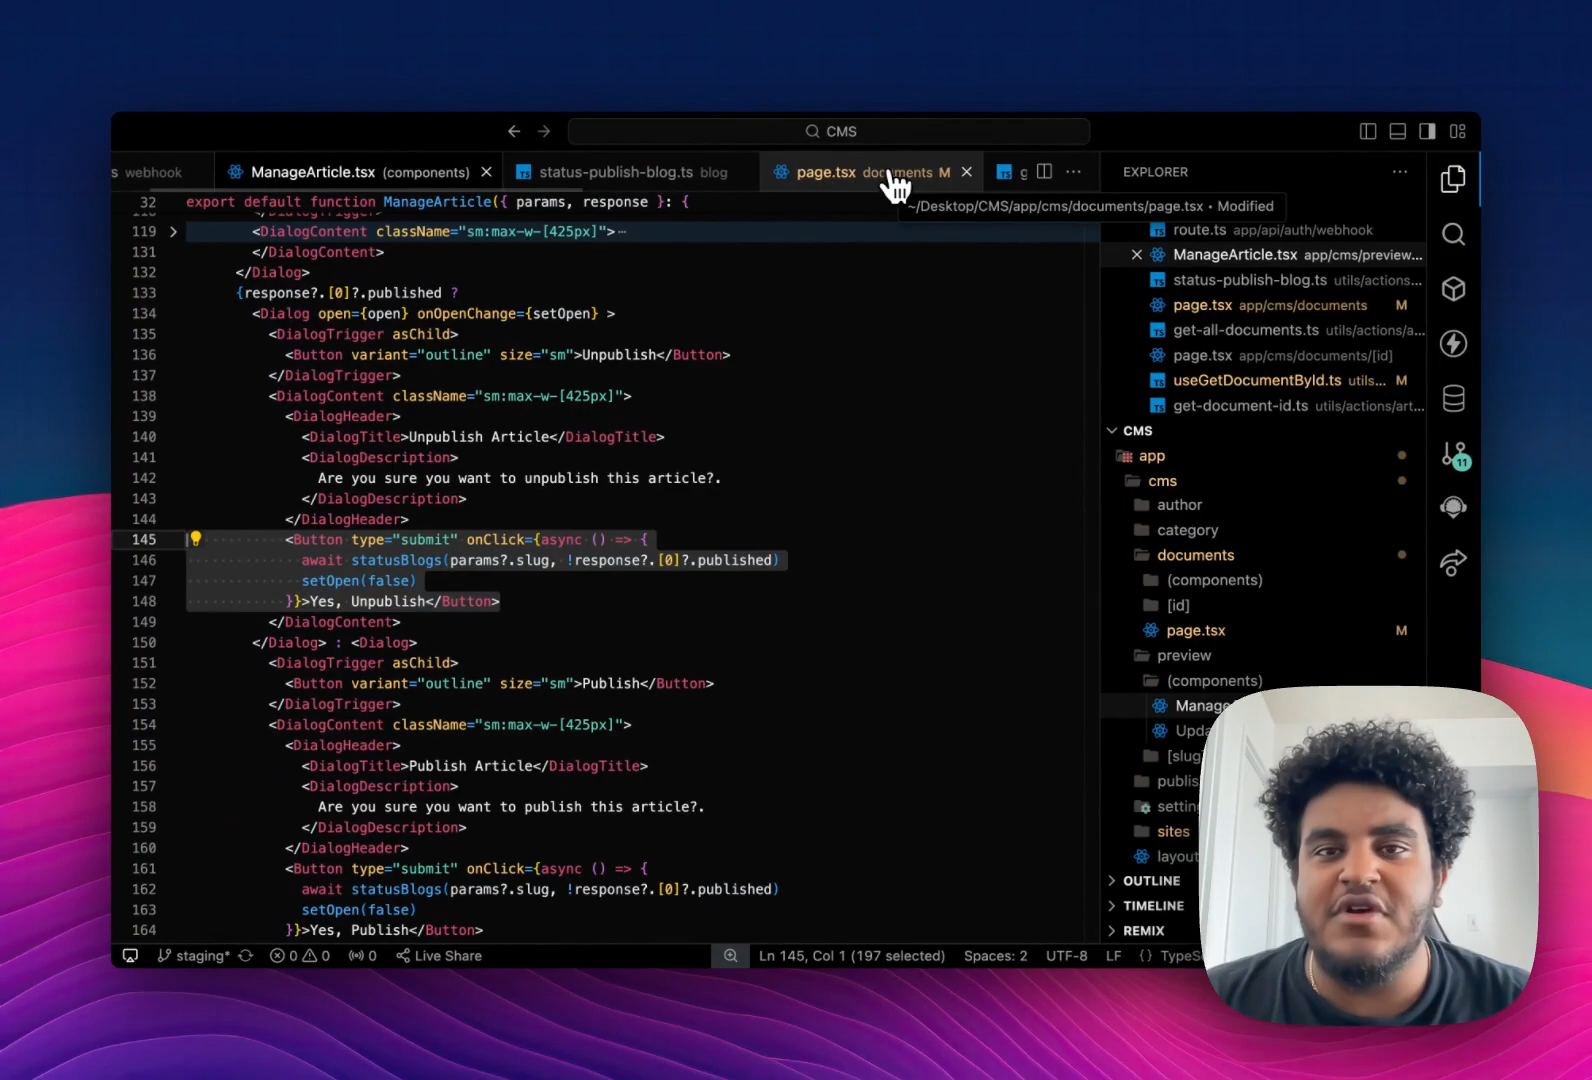 CMS
s webhook
ManageArticle.tsx (components)
status-publish-blog.ts blog
page.tsx documents M
g
EXPLORER
32 export default function ManageArticle({ params, response }: {
~/Desktop/CMS/app/cms/documents/page.tsx • Modified
119 <DialogContent className="sm:max-w-[425px]">⋯
131 </DialogContent>
132 </Dialog>
133 {response?.[0]?.published ?
134 <Dialog open={open} onOpenChange={setOpen} >
135 <DialogTrigger asChild>
136 <Button variant="outline" size="sm">Unpublish</Button>
137 </DialogTrigger>
138 <DialogContent className="sm:max-w-[425px]">
139 <DialogHeader>
140 <DialogTitle>Unpublish Article</DialogTitle>
141 <DialogDescription>
142 Are you sure you want to unpublish this article?.
143 </DialogDescription>
144 </DialogHeader>
145 <Button type="submit" onClick={async () => {
146 await statusBlogs(params?.slug, !response?.[0]?.published)
147 setOpen(false)
148 }}>Yes, Unpublish</Button>
149 </DialogContent>
150 </Dialog> : <Dialog>
151 <DialogTrigger asChild>
152 <Button variant="outline" size="sm">Publish</Button>
153 </DialogTrigger>
154 <DialogContent className="sm:max-w-[425px]">
155 <DialogHeader>
156 <DialogTitle>Publish Article</DialogTitle>
157 <DialogDescription>
158 Are you sure you want to publish this article?.
159 </DialogDescription>
160 </DialogHeader>
161 <Button type="submit" onClick={async () => {
162 await statusBlogs(params?.slug, !response?.[0]?.published)
163 setOpen(false)
164 }}>Yes, Publish</Button>
route.ts app/api/auth/webhook
ManageArticle.tsx app/cms/preview...
status-publish-blog.ts utils/actions...
page.tsx app/cms/documents M
get-all-documents.ts utils/actions/a...
page.tsx app/cms/documents/[id]
useGetDocumentById.ts utils... M
get-document-id.ts utils/actions/art...
CMS
app
cms
author
category
documents
(components)
[id]
page.tsx M
preview
(components)
Manage
Upda
[slug
publis
setting
sites
layout
OUTLINE
TIMELINE
REMIX
11
staging* 0 0 0 Live Share
Ln 145, Col 1 (197 selected) Spaces: 2 UTF-8 LF {} TypeSc